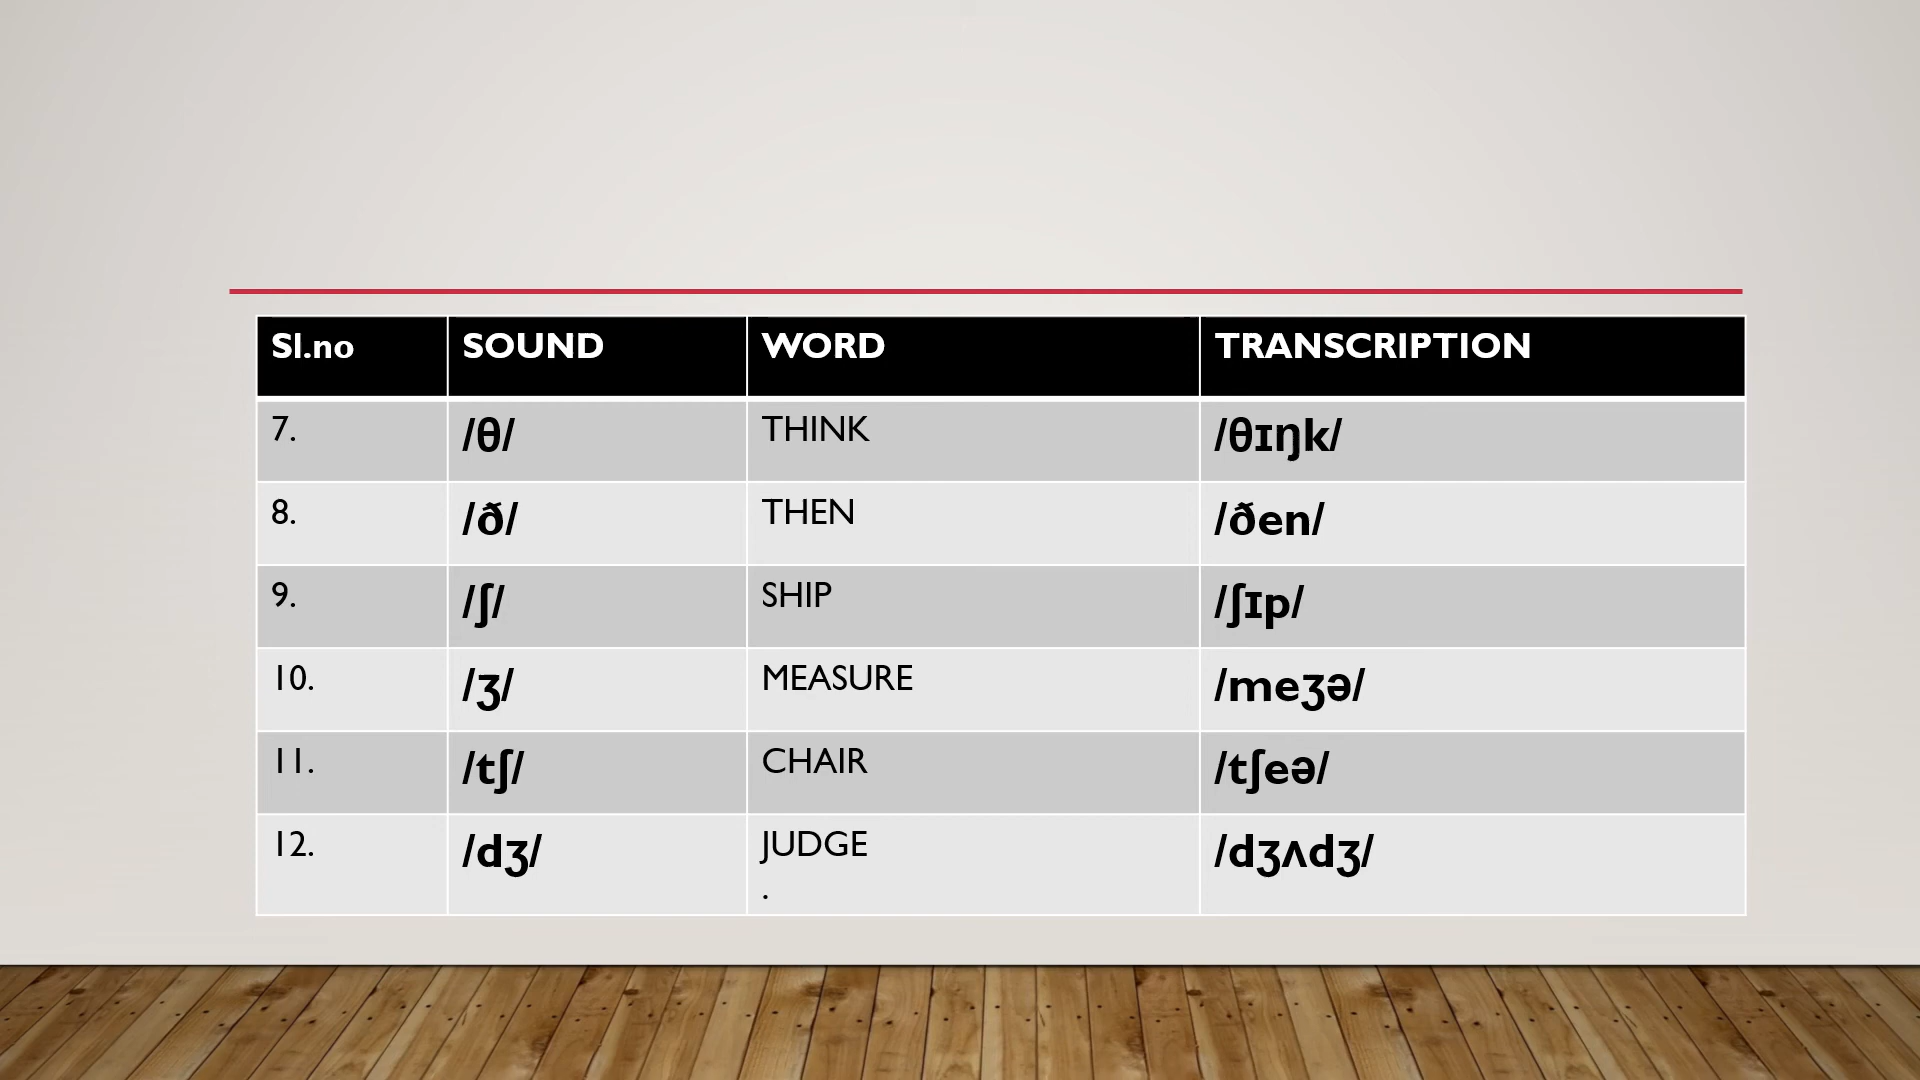 Sl.no SOUND WORD TRANSCRIPTION
7. /θ/ THINK /θɪŋk/
8. /ð/ THEN /ðen/
9. /ʃ/ SHIP /ʃɪp/
10. /ʒ/ MEASURE /meʒə/
11. /tʃ/ CHAIR /tʃeə/
12. /dʒ/ JUDGE /dʒʌdʒ/
.